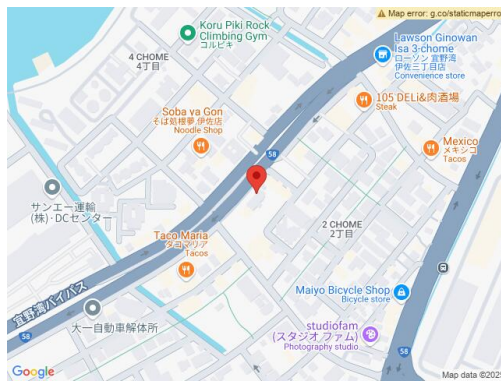 Map error: g.co/staticmaperro
Koru Piki Rock
Climbing Gym
コルピキ
Lawson Ginowan
Isa 3-chome
ローソン 宜野湾
伊佐三丁目店
Convenience store
4 CHOME
4丁目
105 DELi&肉酒場
Steak
Soba ya Gon
そば処根夢.伊佐店
Noodle Shop
58
Mexico
メキシコ
Tacos
サンエー運輸
(株)・DCセンター
2 CHOME
2丁目
Taco Maria
タコマリア
Tacos
宜野湾バイパス
Maiyo Bicycle Shop
Bicycle store
大一自動車解体所
studiofam
(スタジオ ファム)
Photography studio
58
58
Google
Map data ©2025